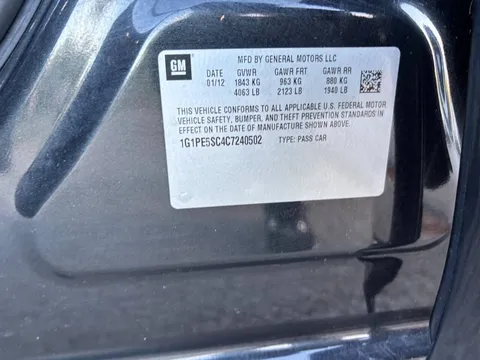 GM
MFD BY GENERAL MOTORS LLC
DATE GVWR GAWR FRT GAWR RR
01/12 1843 KG 963 KG 880 KG
4063 LB 2123 LB 1940 LB
THIS VEHICLE CONFORMS TO ALL APPLICABLE U.S. FEDERAL MOTOR
VEHICLE SAFETY, BUMPER, AND THEFT PREVENTION STANDARDS IN
EFFECT ON THE DATE OF MANUFACTURE SHOWN ABOVE.
1G1PE5SC4C7240502 TYPE: PASS CAR